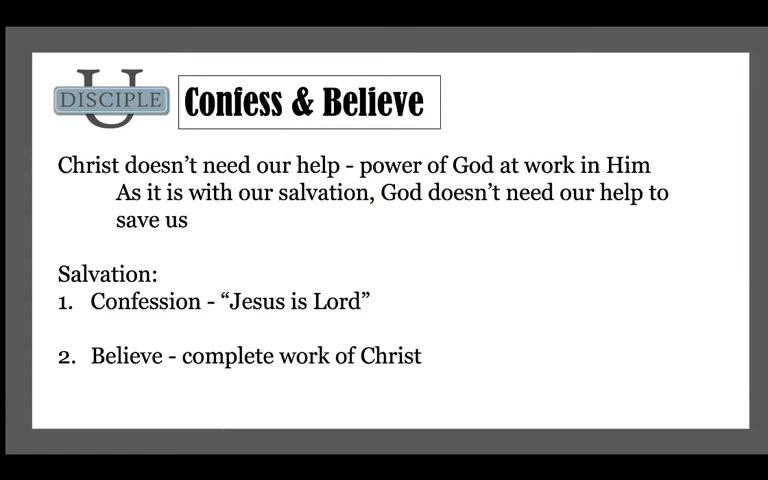 U
DISCIPLE
Confess & Believe
Christ doesn’t need our help - power of God at work in Him
As it is with our salvation, God doesn’t need our help to
save us
Salvation:
1. Confession - “Jesus is Lord”
2. Believe - complete work of Christ